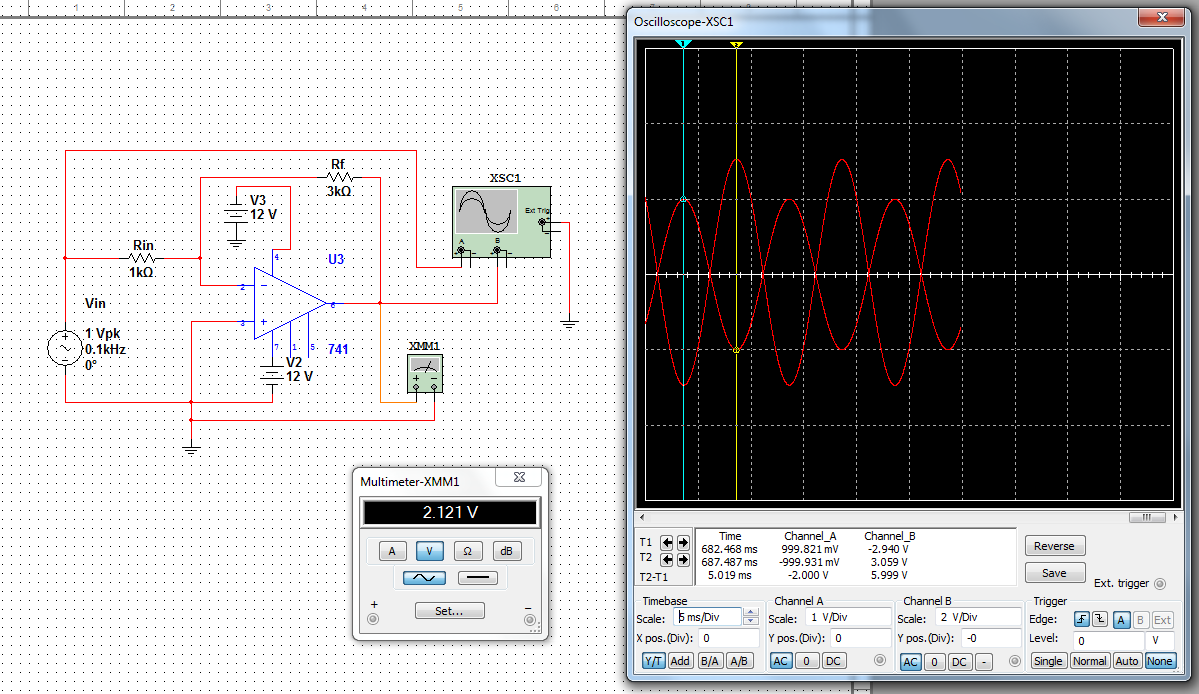 1 2 3 4 5 6
Oscilloscope-XSC1
1 2
Rf
3kΩ
V3
12 V
XSC1
Ext Trig
+
_
A B
+ _ + _
Rin
1kΩ
4
U3
2
6
3
Vin
1 Vpk
0.1kHz
0°
7 1 5 741
V2
12 V
XMM1
Multimeter-XMM1
2.121 V
A V Ω dB
+ Set... −
T1
T2
T2-T1
Time Channel_A Channel_B
682.468 ms 999.821 mV -2.940 V
687.487 ms -999.931 mV 3.059 V
5.019 ms -2.000 V 5.999 V
Reverse
Save
Ext. trigger
Timebase
Scale: 5 ms/Div
X pos.(Div): 0
Y/T Add B/A A/B
Channel A
Scale: 1 V/Div
Y pos.(Div): 0
AC 0 DC
Channel B
Scale: 2 V/Div
Y pos.(Div): -0
AC 0 DC -
Trigger
Edge: A B Ext
Level: 0 V
Single Normal Auto None